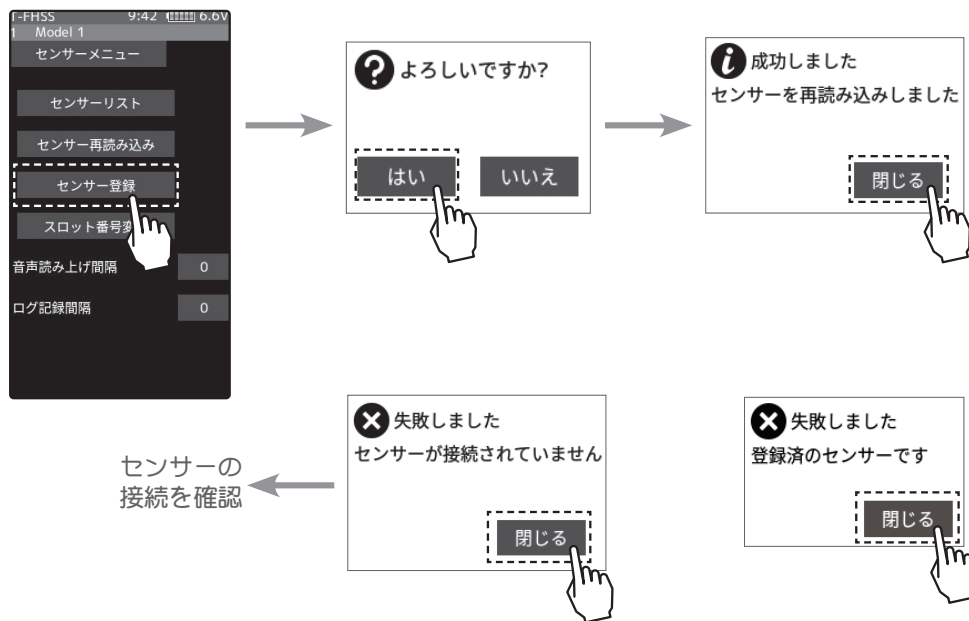 T-FHSS 9:42 6.6V
1 Model 1
センサーメニュー
センサーリスト
センサー再読み込み
センサー登録
スロット番号変
音声読み上げ間隔 0
ログ記録間隔 0
よろしいですか?
はい いいえ
成功しました
センサーを再読み込みしました
閉じる
センサーの
接続を確認
失敗しました
センサーが接続されていません
閉じる
失敗しました
登録済のセンサーです
閉じる